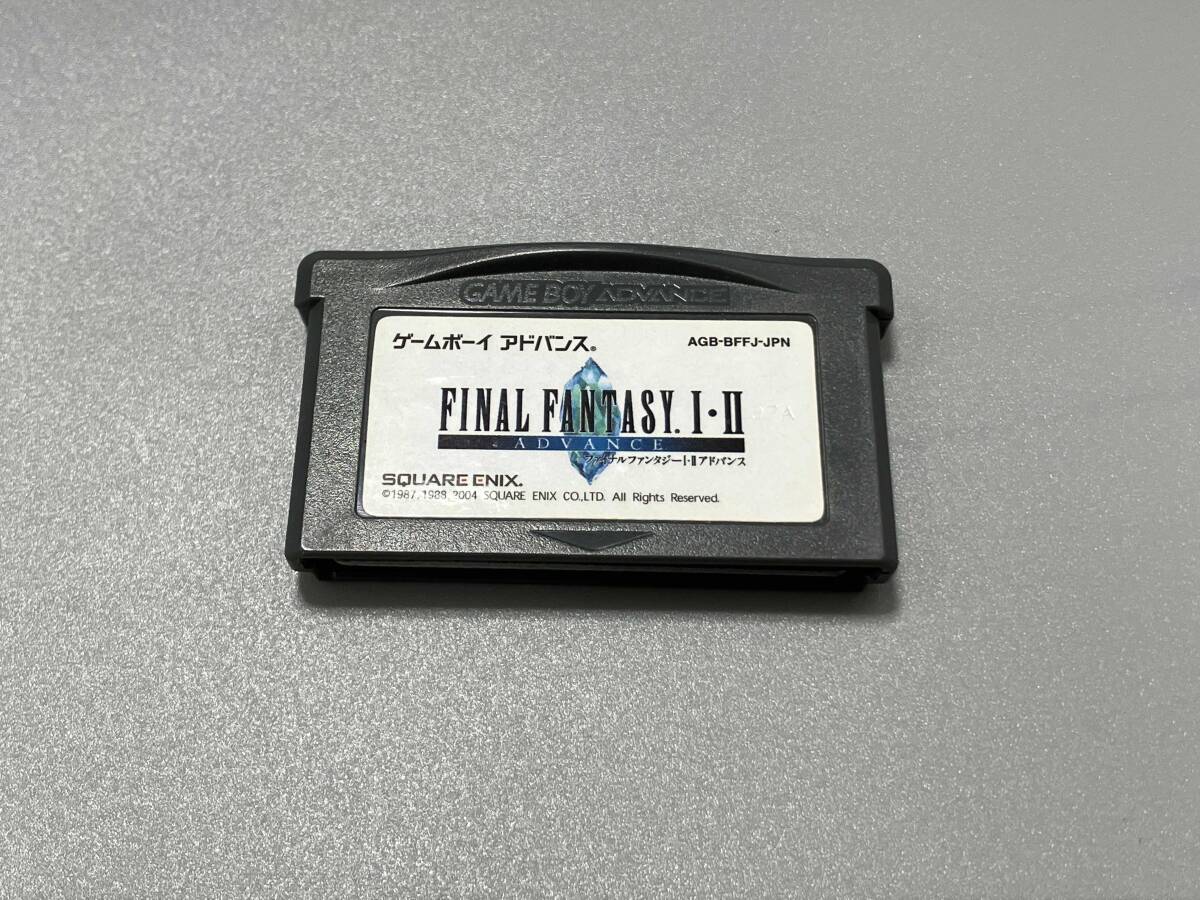 GAME BOY ADVANCE
ゲームボーイ アドバンス®
AGB-BFFJ-JPN
FINAL FANTASY. I・II
ADVANCE
ファイナルファンタジーI・IIアドバンス
SQUARE ENIX.
©1987, 1988, 2004 SQUARE ENIX CO.,LTD. All Rights Reserved.